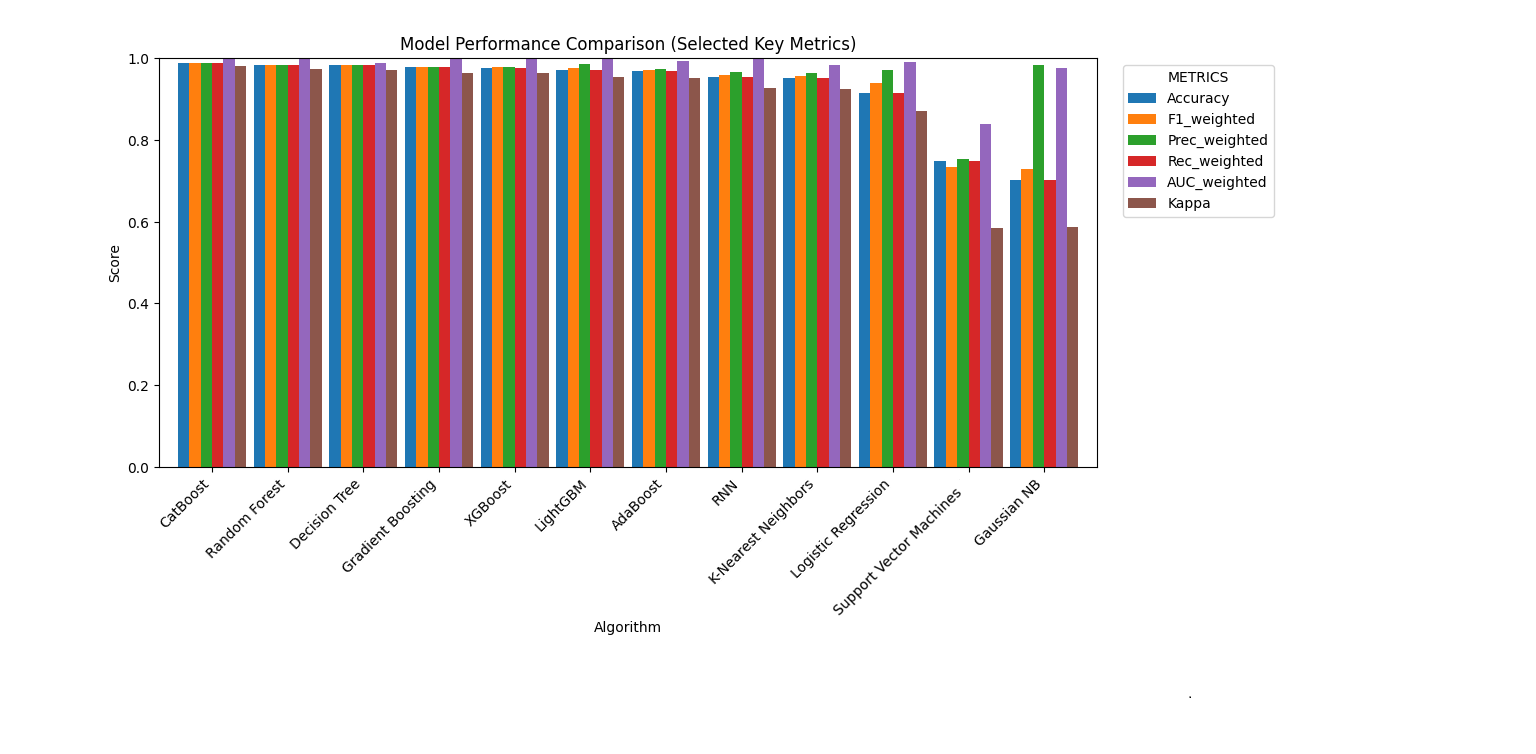 Model Performance Comparison (Selected Key Metrics)
1.0
0.8
0.6
0.4
0.2
0.0
Score
CatBoost
Random Forest
Decision Tree
Gradient Boosting
XGBoost
LightGBM
AdaBoost
RNN
K-Nearest Neighbors
Logistic Regression
Support Vector Machines
Gaussian NB
Algorithm
METRICS
Accuracy
F1_weighted
Prec_weighted
Rec_weighted
AUC_weighted
Kappa
.